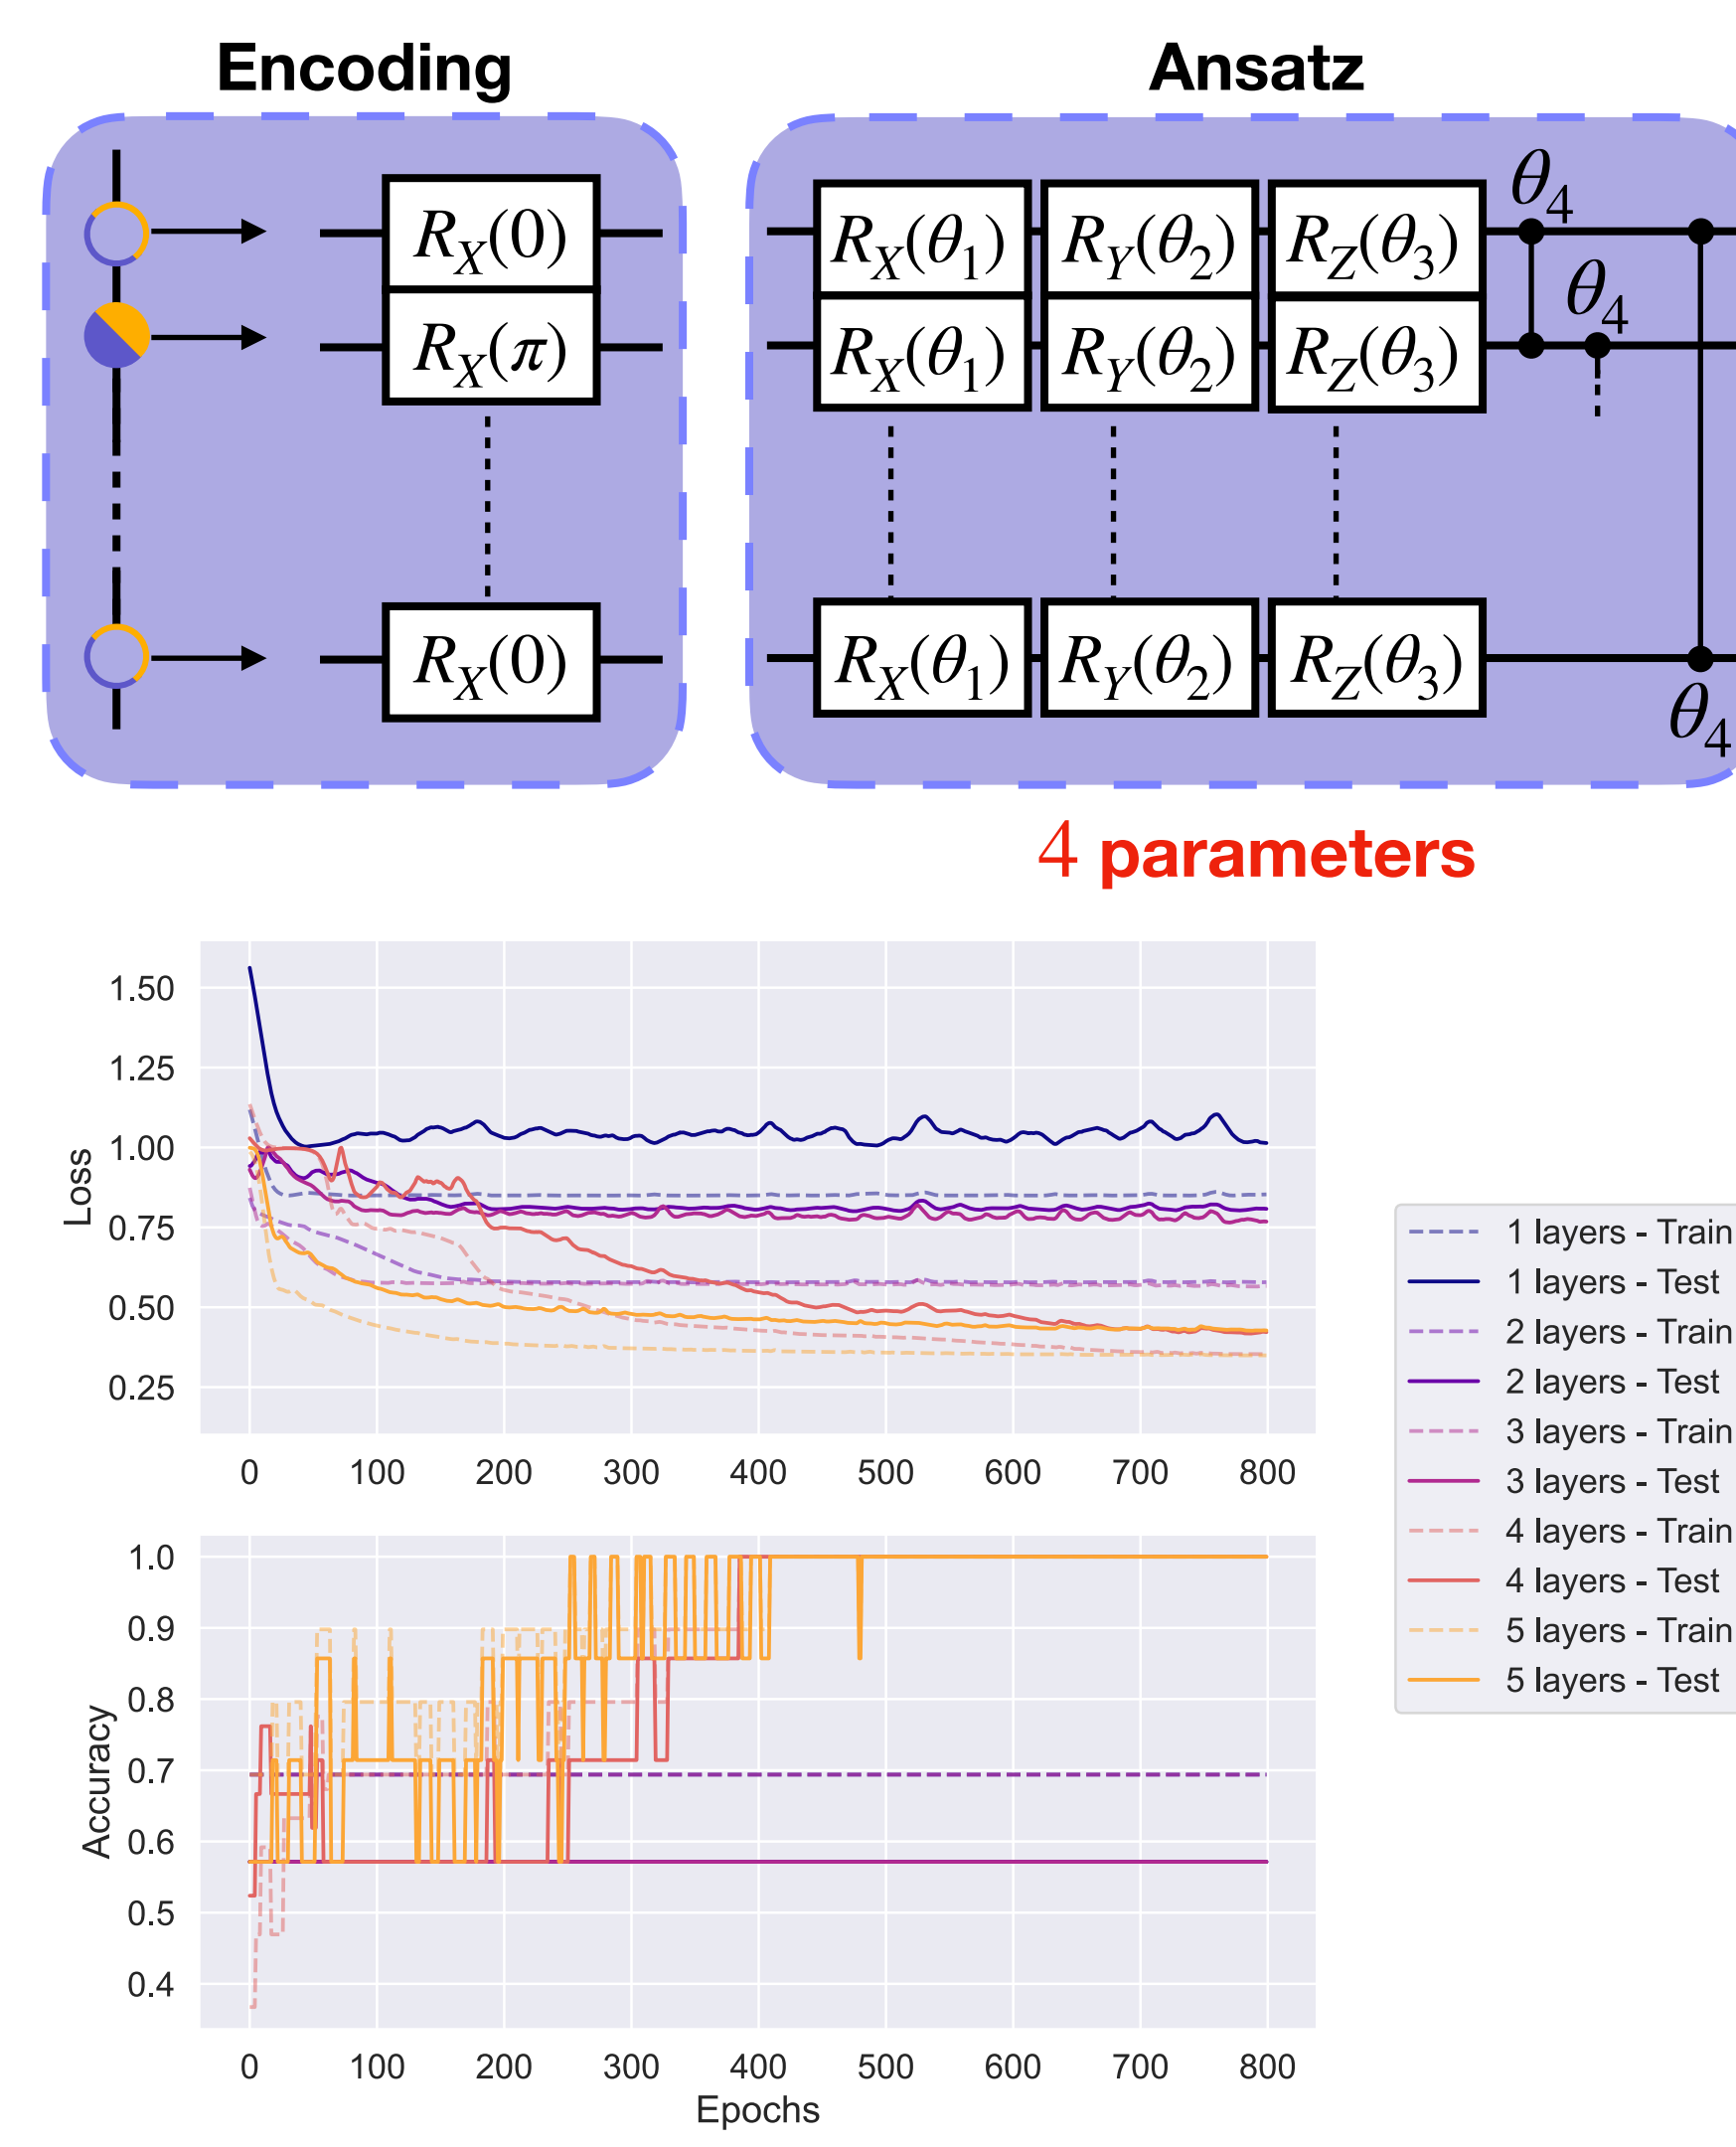 Encoding
Ansatz
R_X(0)
R_X(π)
R_X(0)
θ_4
R_X(θ_1) R_Y(θ_2) R_Z(θ_3)
θ_4
R_X(θ_1) R_Y(θ_2) R_Z(θ_3)
R_X(θ_1) R_Y(θ_2) R_Z(θ_3)
θ_4
4 parameters
Loss
1.50
1.25
1.00
0.75
0.50
0.25
0 100 200 300 400 500 600 700 800
1 layers - Train
1 layers - Test
2 layers - Train
2 layers - Test
3 layers - Train
3 layers - Test
4 layers - Train
4 layers - Test
5 layers - Train
5 layers - Test
Accuracy
1.0
0.9
0.8
0.7
0.6
0.5
0.4
0 100 200 300 400 500 600 700 800
Epochs